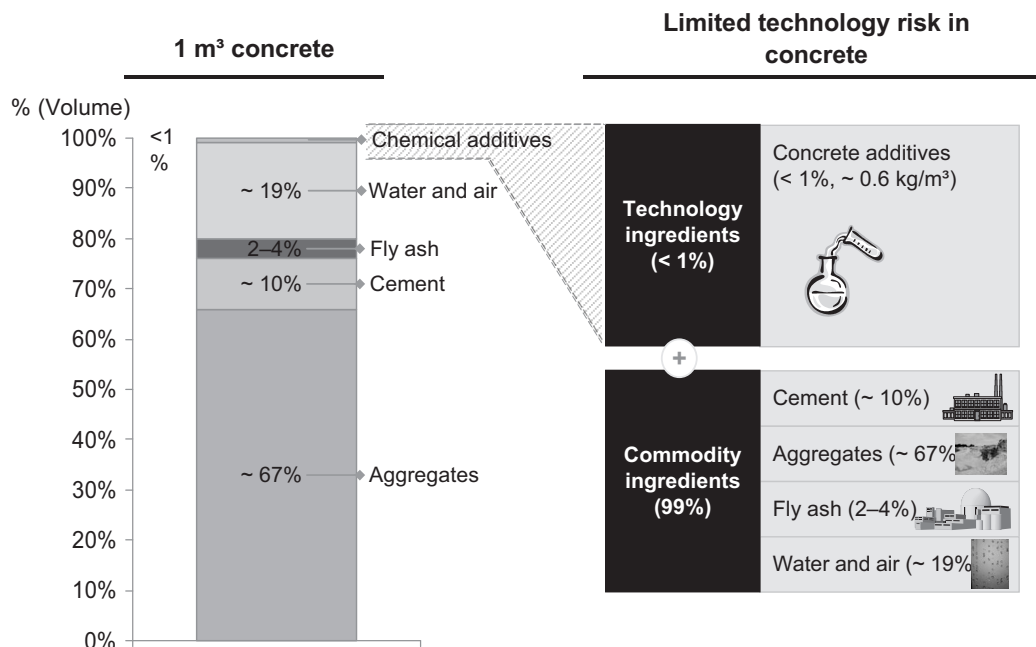 1 m³ concrete
Limited technology risk in
concrete
% (Volume)
100%
90%
80%
70%
60%
50%
40%
30%
20%
10%
0%
<1
%
~ 19%
2–4%
~ 10%
~ 67%
Chemical additives
Water and air
Fly ash
Cement
Aggregates
Technology
ingredients
(< 1%)
Concrete additives
(< 1%, ~ 0.6 kg/m³)
+
Commodity
ingredients
(99%)
Cement (~ 10%)
Aggregates (~ 67%
Fly ash (2–4%)
Water and air (~ 19%